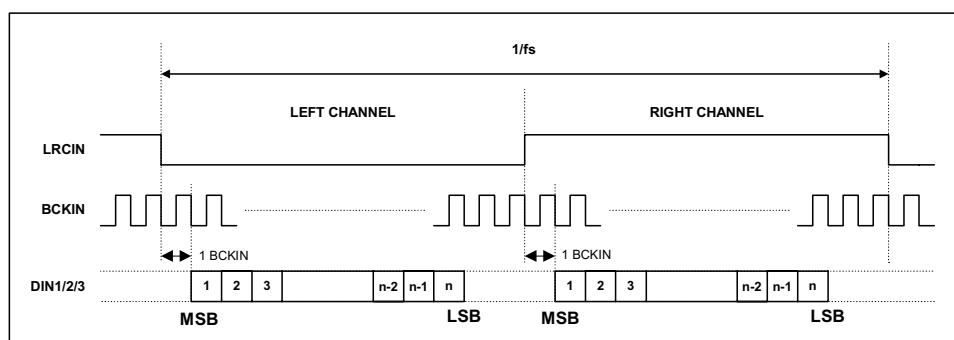 1/fs
LEFT CHANNEL RIGHT CHANNEL
LRCIN
BCKIN
1 BCKIN 1 BCKIN
DIN1/2/3 1 2 3 n-2 n-1 n 1 2 3 n-2 n-1 n
MSB LSB MSB LSB